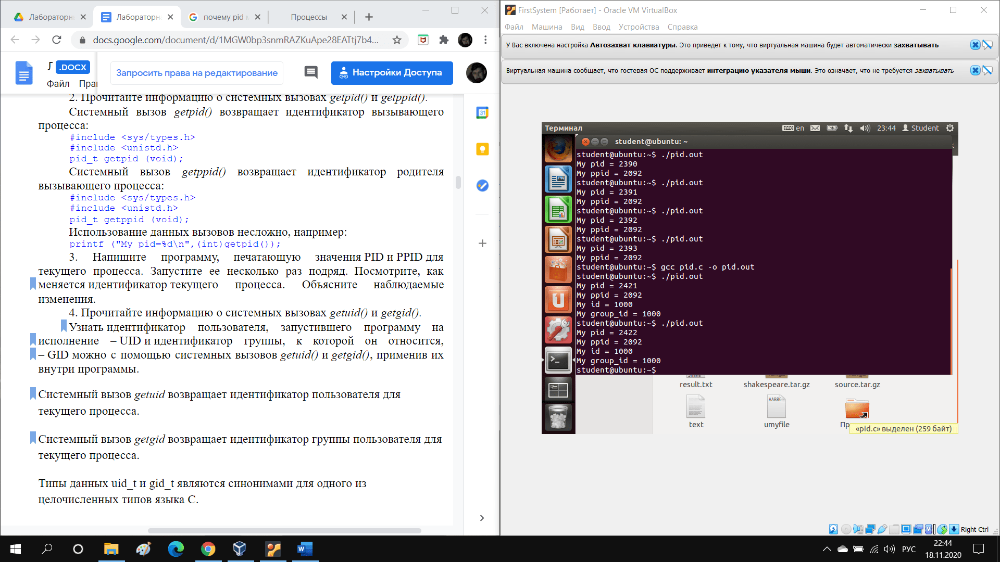 Лабораторн
Лабораторна
почему pid м
Процессы
docs.google.com/document/d/1MGW0bp3snmRAZKuApe28EATtj7b4...
Л .DOCX
Файл Пра
Запросить права на редактирование
Настройки Доступа
2. Прочитайте информацию о системных вызовах getpid() и getppid().
Системный вызов getpid() возвращает идентификатор вызывающего
процесса:
#include <sys/types.h>
#include <unistd.h>
pid_t getpid (void);
Системный вызов getppid() возвращает идентификатор родителя
вызывающего процесса:
#include <sys/types.h>
#include <unistd.h>
pid_t getppid (void);
Использование данных вызовов несложно, например:
printf ("My pid=%d\n",(int)getpid());
3. Напишите программу, печатающую значения PID и PPID для
текущего процесса. Запустите ее несколько раз подряд. Посмотрите, как
меняется идентификатор текущего процесса. Объясните наблюдаемые
изменения.
4. Прочитайте информацию о системных вызовах getuid() и getgid().
Узнать идентификатор пользователя, запустившего программу на
исполнение – UID и идентификатор группы, к которой он относится,
– GID можно с помощью системных вызовов getuid() и getgid(), применив их
внутри программы.
Системный вызов getuid возвращает идентификатор пользователя для
текущего процесса.
Системный вызов getgid возвращает идентификатор группы пользователя для
текущего процесса.
Типы данных uid_t и gid_t являются синонимами для одного из
целочисленных типов языка C.
31
FirstSystem [Работает] - Oracle VM VirtualBox
Файл Машина Вид Ввод Устройства Справка
У Вас включена настройка Автозахват клавиатуры. Это приведет к тому, что виртуальная машина будет автоматически захватывать
Виртуальная машина сообщает, что гостевая ОС поддерживает интеграцию указателя мыши. Это означает, что не требуется захватывать
Терминал en 23:44 Student
student@ubuntu: ~
student@ubuntu:~$ ./pid.out
My pid = 2390
My ppid = 2092
student@ubuntu:~$ ./pid.out
My pid = 2391
My ppid = 2092
student@ubuntu:~$ ./pid.out
My pid = 2392
My ppid = 2092
student@ubuntu:~$ ./pid.out
My pid = 2393
My ppid = 2092
student@ubuntu:~$ gcc pid.c -o pid.out
student@ubuntu:~$ ./pid.out
My pid = 2421
My ppid = 2092
My id = 1000
My group_id = 1000
student@ubuntu:~$ ./pid.out
My pid = 2422
My ppid = 2092
My id = 1000
My group_id = 1000
student@ubuntu:~$
result.txt shakespeare.tar.gz source.tar.gz
AABBC
text umyfile Пр
«pid.c» выделен (259 байт)
Right Ctrl
РУС
22:44
18.11.2020